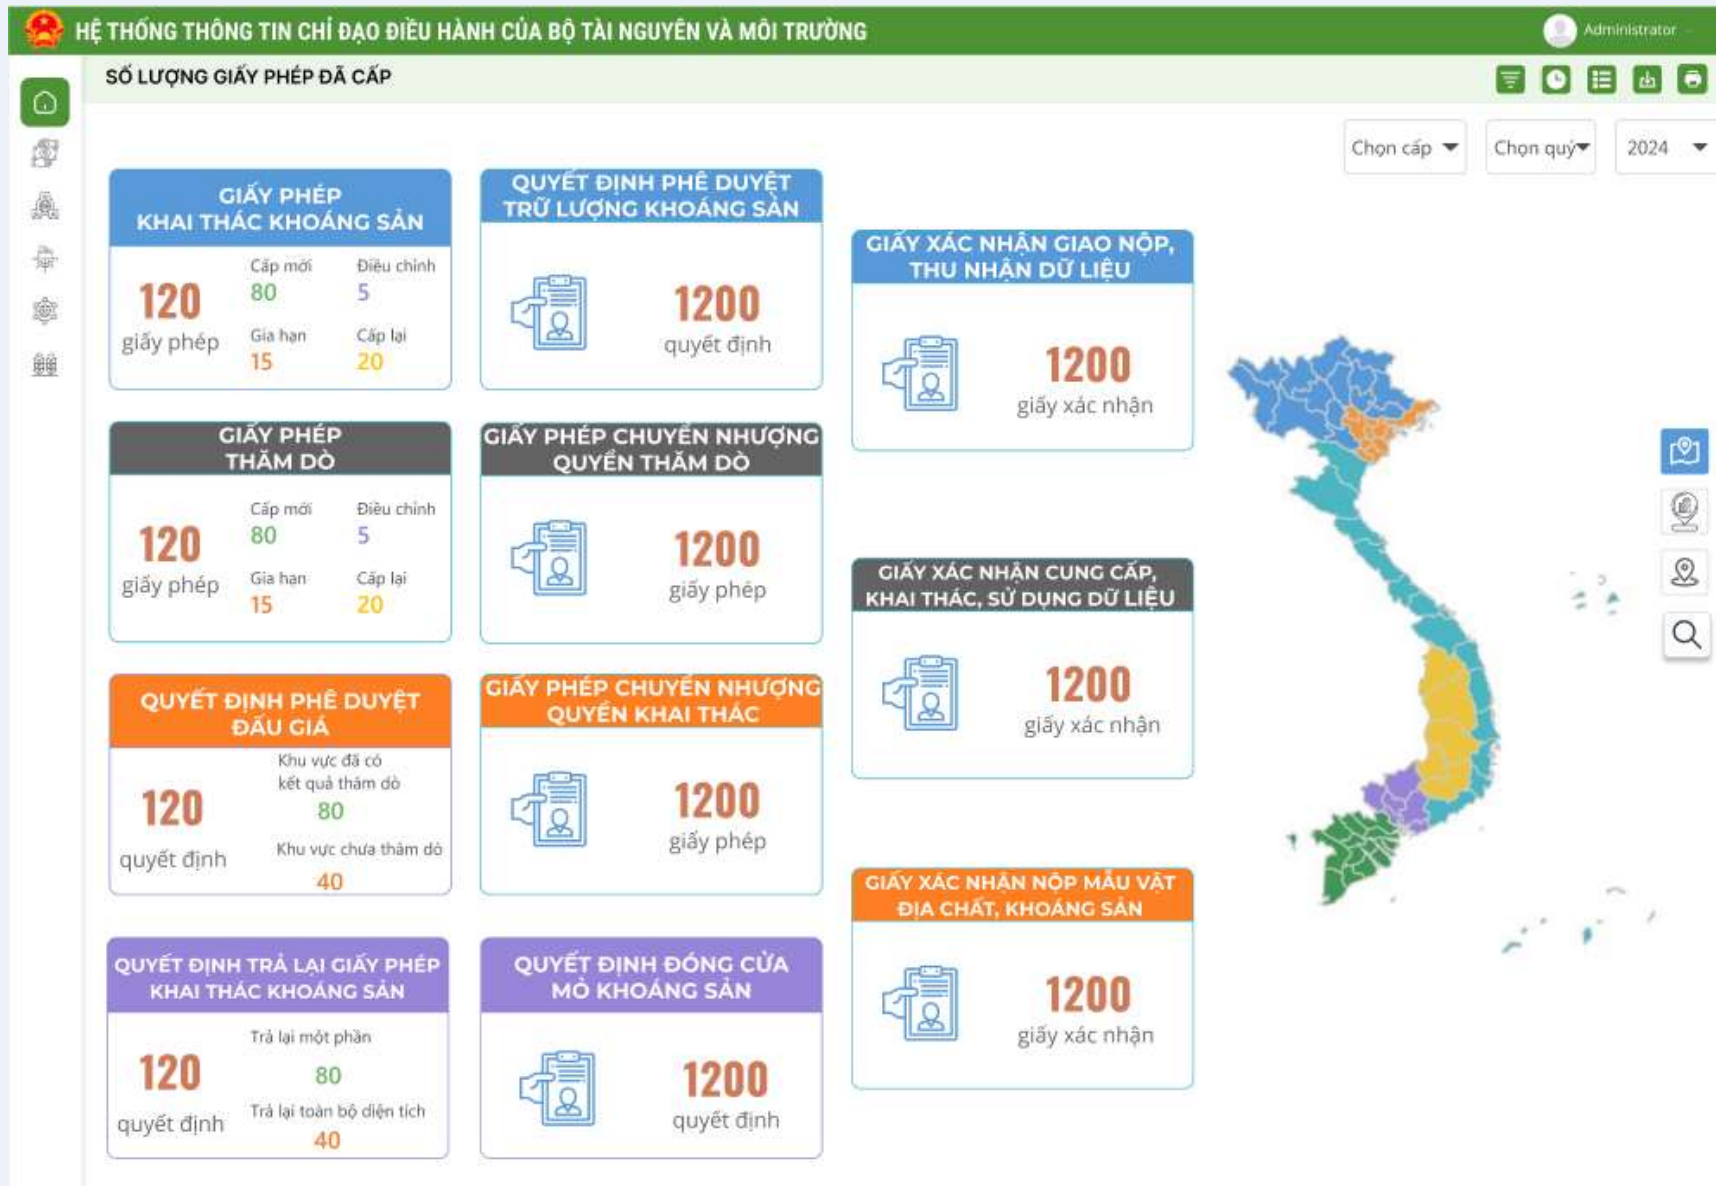 HỆ THỐNG THÔNG TIN CHỈ ĐẠO ĐIỀU HÀNH CỦA BỘ TÀI NGUYÊN VÀ MÔI TRƯỜNG
Administrator
SỐ LƯỢNG GIẤY PHÉP ĐÃ CẤP
Chọn cấp
Chọn quý
2024
GIẤY PHÉP
KHAI THÁC KHOÁNG SẢN
120
giấy phép
Cấp mới
80
Điều chỉnh
5
Gia hạn
15
Cấp lại
20
QUYẾT ĐỊNH PHÊ DUYỆT
TRỮ LƯỢNG KHOÁNG SẢN
1200
quyết định
GIẤY XÁC NHẬN GIAO NỘP,
THU NHẬN DỮ LIỆU
1200
giấy xác nhận
GIẤY PHÉP
THĂM DÒ
120
giấy phép
Cấp mới
80
Điều chỉnh
5
Gia hạn
15
Cấp lại
20
GIẤY PHÉP CHUYỂN NHƯỢNG
QUYỀN THĂM DÒ
1200
giấy phép
GIẤY XÁC NHẬN CUNG CẤP,
KHAI THÁC, SỬ DỤNG DỮ LIỆU
1200
giấy xác nhận
QUYẾT ĐỊNH PHÊ DUYỆT
ĐẤU GIÁ
120
quyết định
Khu vực đã có
kết quả thăm dò
80
Khu vực chưa thăm dò
40
GIẤY PHÉP CHUYỂN NHƯỢNG
QUYỀN KHAI THÁC
1200
giấy phép
GIẤY XÁC NHẬN NỘP MẪU VẬT
ĐỊA CHẤT, KHOÁNG SẢN
1200
giấy xác nhận
QUYẾT ĐỊNH TRẢ LẠI GIẤY PHÉP
KHAI THÁC KHOÁNG SẢN
120
quyết định
Trả lại một phần
80
Trả lại toàn bộ diện tích
40
QUYẾT ĐỊNH ĐÓNG CỬA
MỎ KHOÁNG SẢN
1200
quyết định